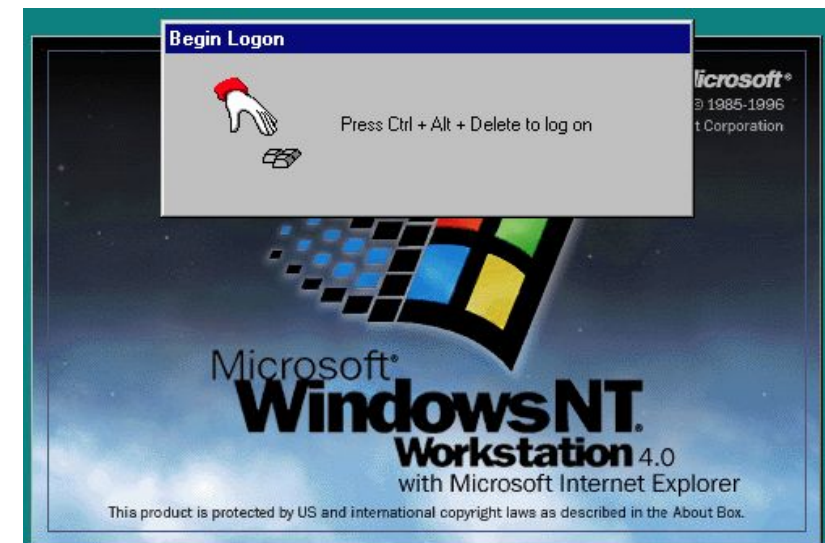 Begin Logon
Press Ctrl + Alt + Delete to log on
icrosoft®
© 1985-1996
t Corporation
Microsoft®
WindowsNT®
Workstation 4.0
with Microsoft Internet Explorer
This product is protected by US and international copyright laws as described in the About Box.